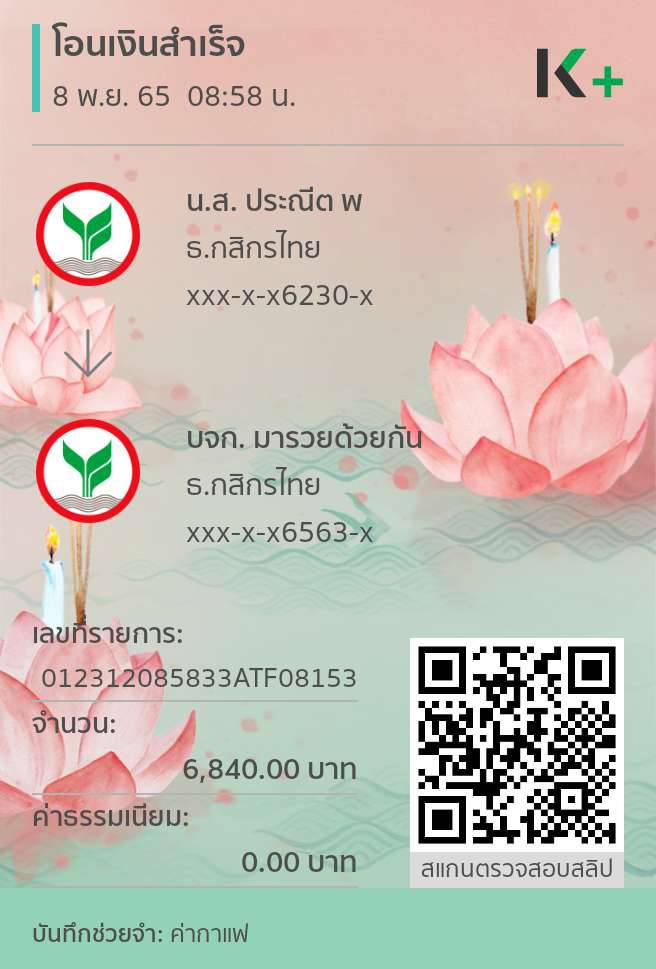 โอนเงินสำเร็จ
8 พ.ย. 65 08:58 น.
K+
น.ส. ประณีต พ
ธ.กสิกรไทย
xxx-x-x6230-x
บจก. มารวยด้วยกัน
ธ.กสิกรไทย
xxx-x-x6563-x
เลขที่รายการ:
012312085833ATF08153
จำนวน:
6,840.00 บาท
ค่าธรรมเนียม:
0.00 บาท
สแกนตรวจสอบสลิป
บันทึกช่วยจำ: ค่ากาแฟ